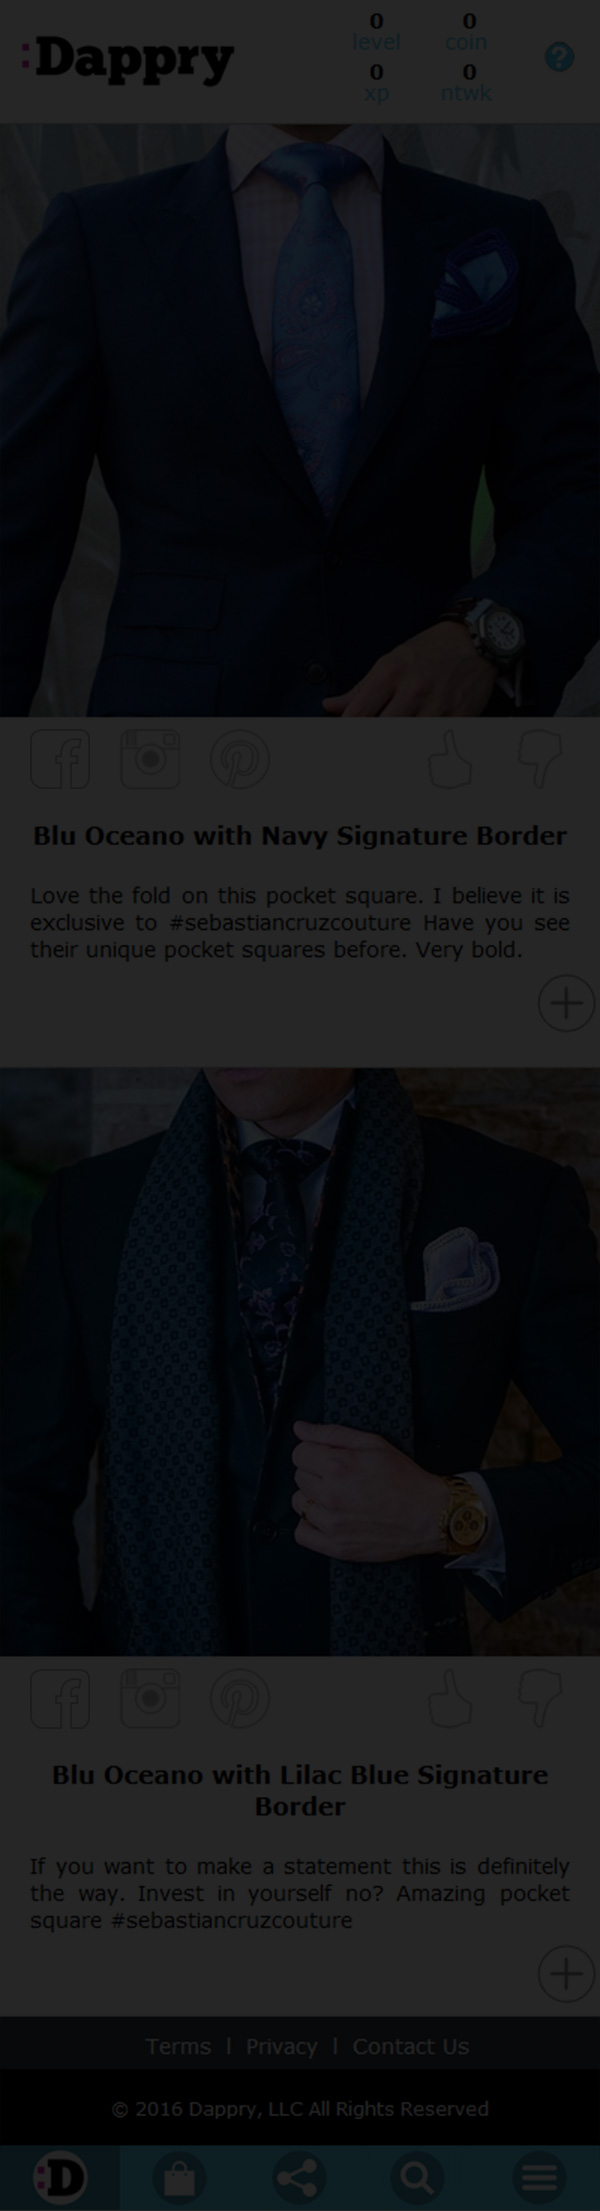 :Dappry
0 0
level coin
?
0 0
xp ntwk
Blu Oceano with Navy Signature Border
Love the fold on this pocket square. I believe it is
exclusive to #sebastiancruzcouture Have you see
their unique pocket squares before. Very bold.
Blu Oceano with Lilac Blue Signature
Border
If you want to make a statement this is definitely
the way. Invest in yourself no? Amazing pocket
square #sebastiancruzcouture
Terms | Privacy | Contact Us
© 2016 Dappry, LLC All Rights Reserved
:D